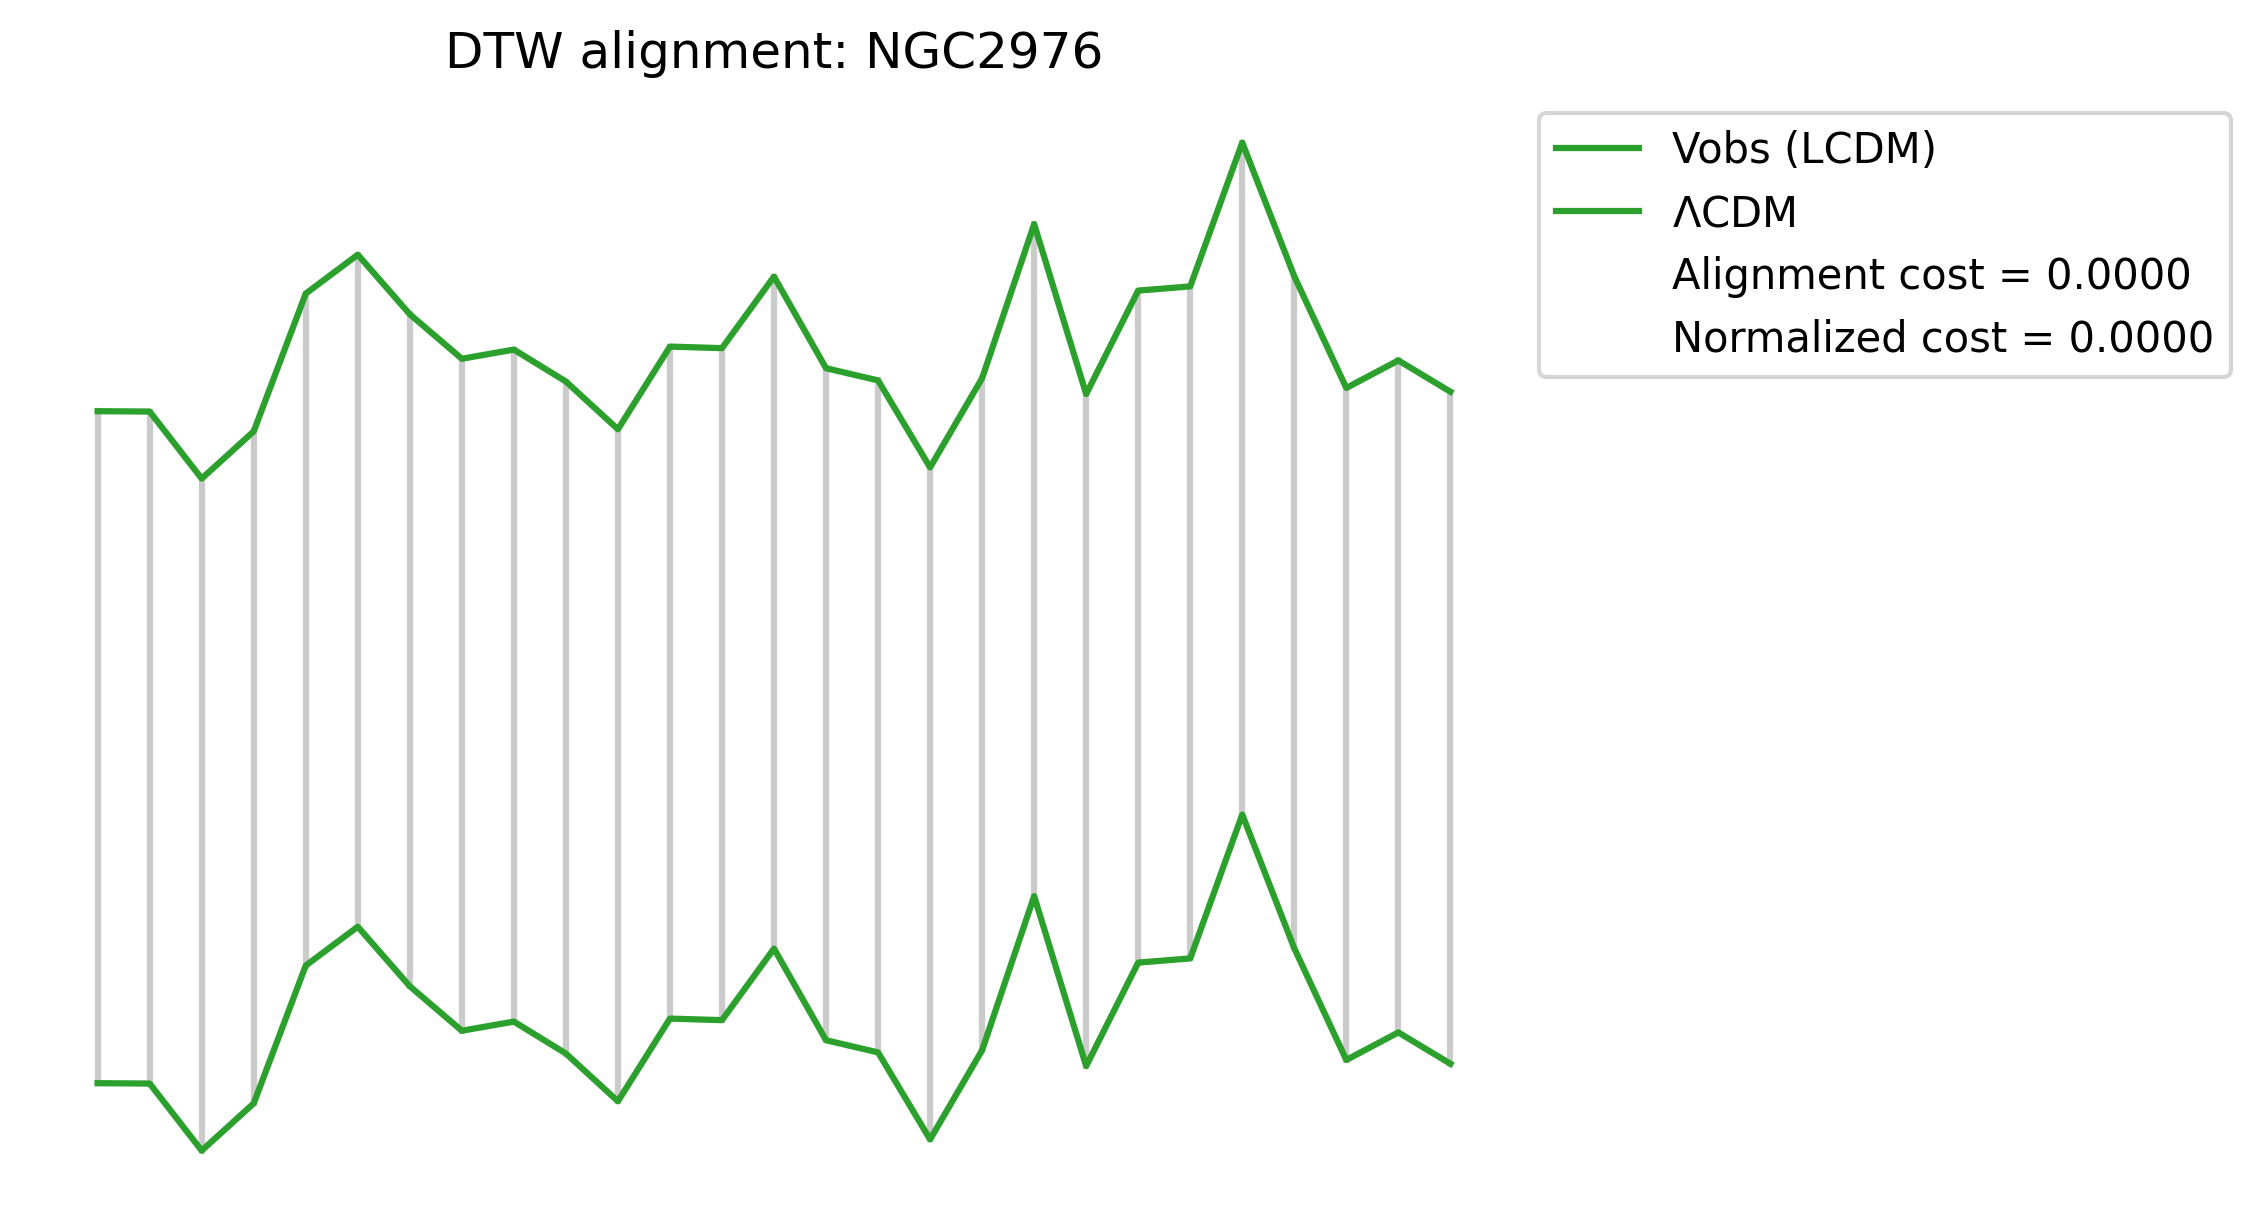 DTW alignment: NGC2976
Vobs (LCDM)
ΛCDM
Alignment cost = 0.0000
Normalized cost = 0.0000